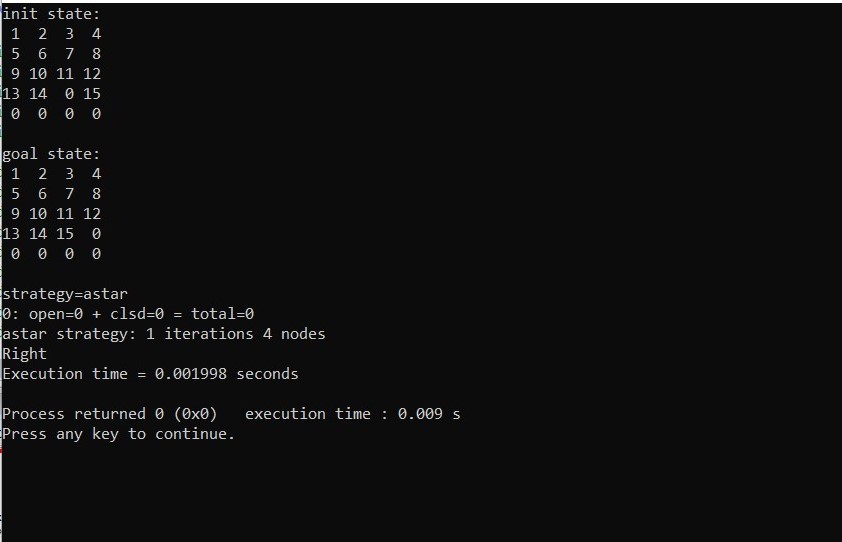 init state:
 1  2  3  4
 5  6  7  8
 9 10 11 12
13 14  0 15
 0  0  0  0
goal state:
 1  2  3  4
 5  6  7  8
 9 10 11 12
13 14 15  0
 0  0  0  0
strategy=astar
0: open=0 + clsd=0 = total=0
astar strategy: 1 iterations 4 nodes
Right
Execution time = 0.001998 seconds
Process returned 0 (0x0)   execution time : 0.009 s
Press any key to continue.